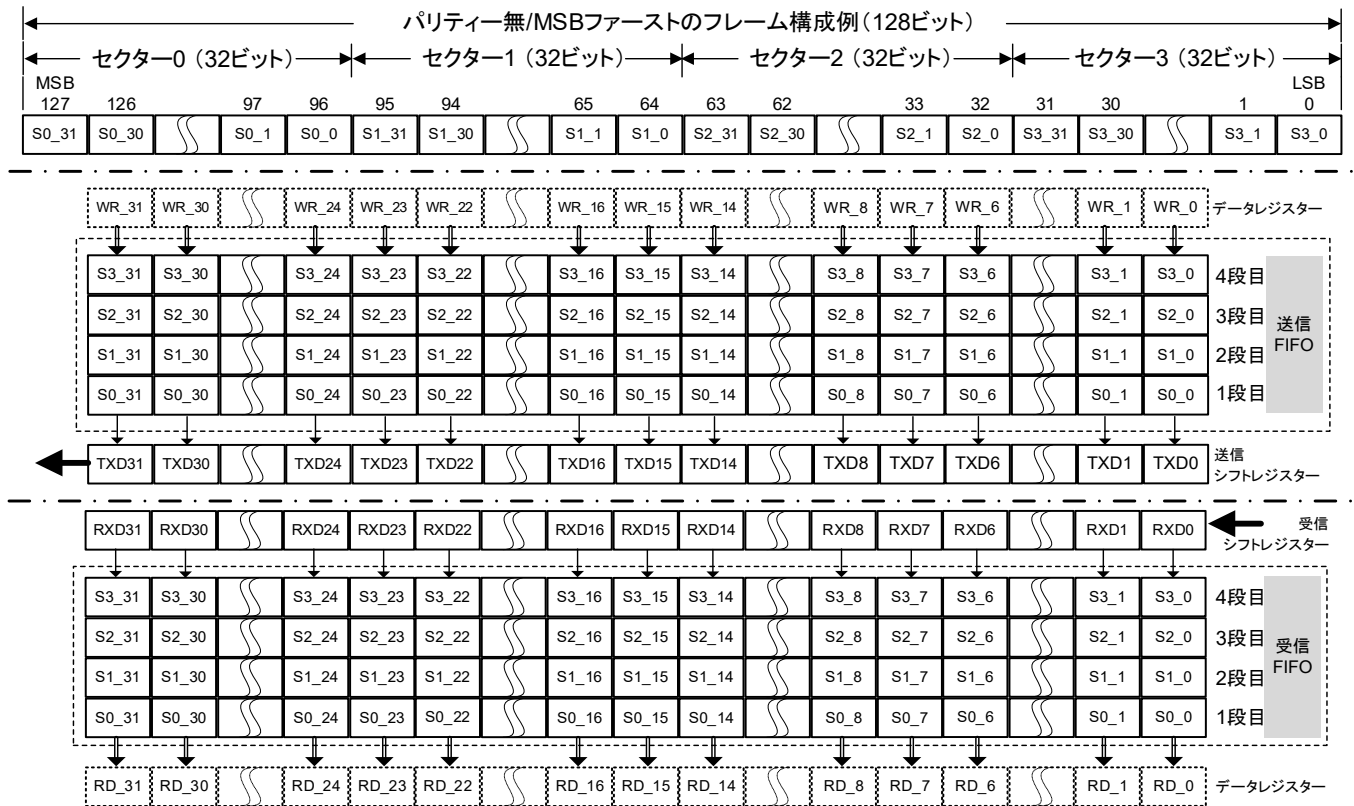 パリティー無/MSBファーストのフレーム構成例(128ビット)
セクター0 (32ビット) セクター1 (32ビット) セクター2 (32ビット) セクター3 (32ビット)
MSB LSB
127 126 97 96 95 94 65 64 63 62 33 32 31 30 1 0
S0_31 S0_30 S0_1 S0_0 S1_31 S1_30 S1_1 S1_0 S2_31 S2_30 S2_1 S2_0 S3_31 S3_30 S3_1 S3_0
WR_31 WR_30 WR_24 WR_23 WR_22 WR_16 WR_15 WR_14 WR_8 WR_7 WR_6 WR_1 WR_0 データレジスター
S3_31 S3_30 S3_24 S3_23 S3_22 S3_16 S3_15 S3_14 S3_8 S3_7 S3_6 S3_1 S3_0 4段目
S2_31 S2_30 S2_24 S2_23 S2_22 S2_16 S2_15 S2_14 S2_8 S2_7 S2_6 S2_1 S2_0 3段目
送信
FIFO
S1_31 S1_30 S1_24 S1_23 S1_22 S1_16 S1_15 S1_14 S1_8 S1_7 S1_6 S1_1 S1_0 2段目
S0_31 S0_30 S0_24 S0_23 S0_22 S0_16 S0_15 S0_14 S0_8 S0_7 S0_6 S0_1 S0_0 1段目
TXD31 TXD30 TXD24 TXD23 TXD22 TXD16 TXD15 TXD14 TXD8 TXD7 TXD6 TXD1 TXD0 送信
シフトレジスター
RXD31 RXD30 RXD24 RXD23 RXD22 RXD16 RXD15 RXD14 RXD8 RXD7 RXD6 RXD1 RXD0 受信
シフトレジスター
S3_31 S3_30 S3_24 S3_23 S3_22 S3_16 S3_15 S3_14 S3_8 S3_7 S3_6 S3_1 S3_0 4段目
S2_31 S2_30 S2_24 S2_23 S2_22 S2_16 S2_15 S2_14 S2_8 S2_7 S2_6 S2_1 S2_0 3段目
受信
FIFO
S1_31 S1_30 S1_24 S1_23 S1_22 S1_16 S1_15 S1_14 S1_8 S1_7 S1_6 S1_1 S1_0 2段目
S0_31 S0_30 S0_24 S0_23 S0_22 S0_16 S0_15 S0_14 S0_8 S0_7 S0_6 S0_1 S0_0 1段目
RD_31 RD_30 RD_24 RD_23 RD_22 RD_16 RD_15 RD_14 RD_8 RD_7 RD_6 RD_1 RD_0 データレジスター